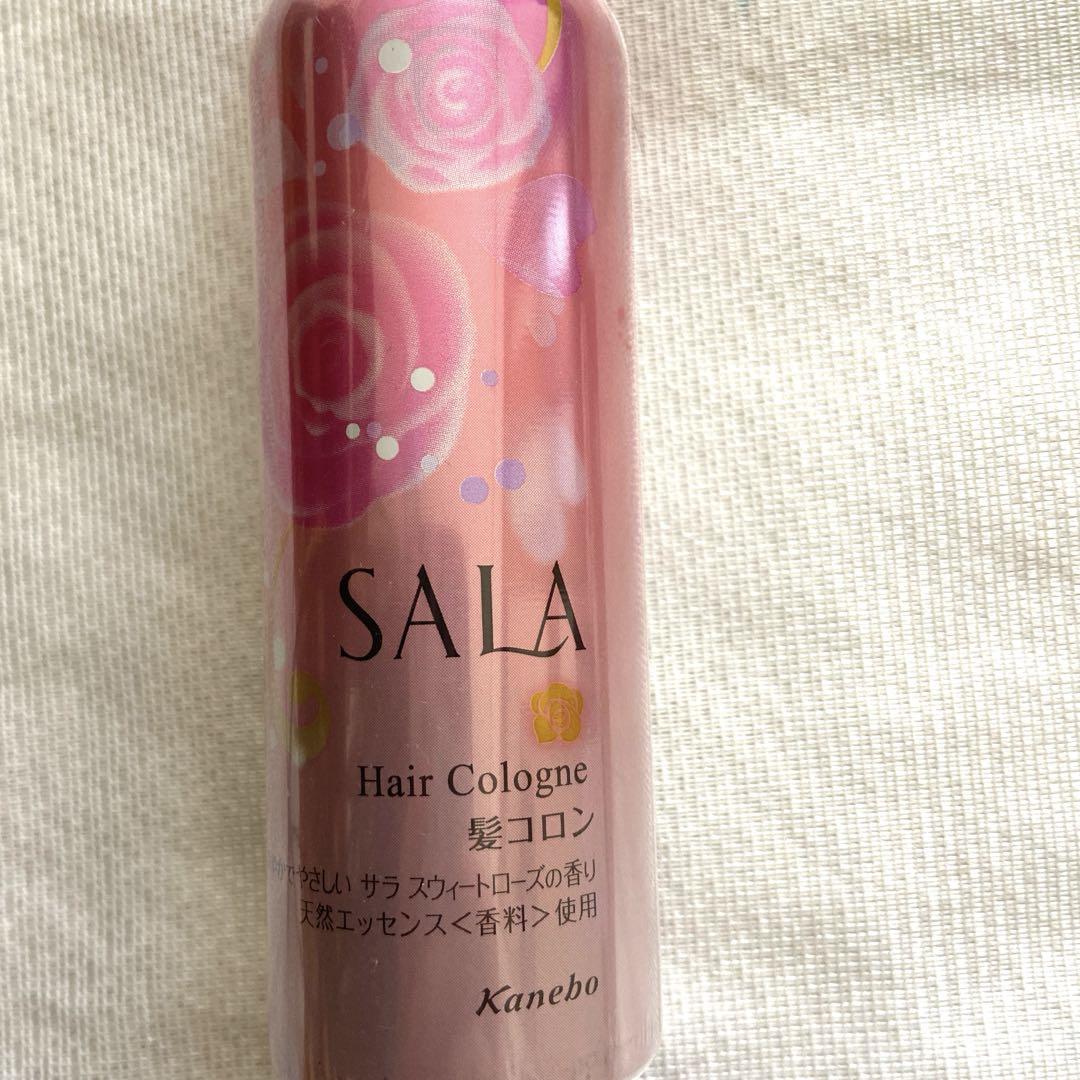 SALA
Hair Cologne
髪コロン
やさしい サラ スウィートローズの香り
天然エッセンス<香料>使用
Kanebo